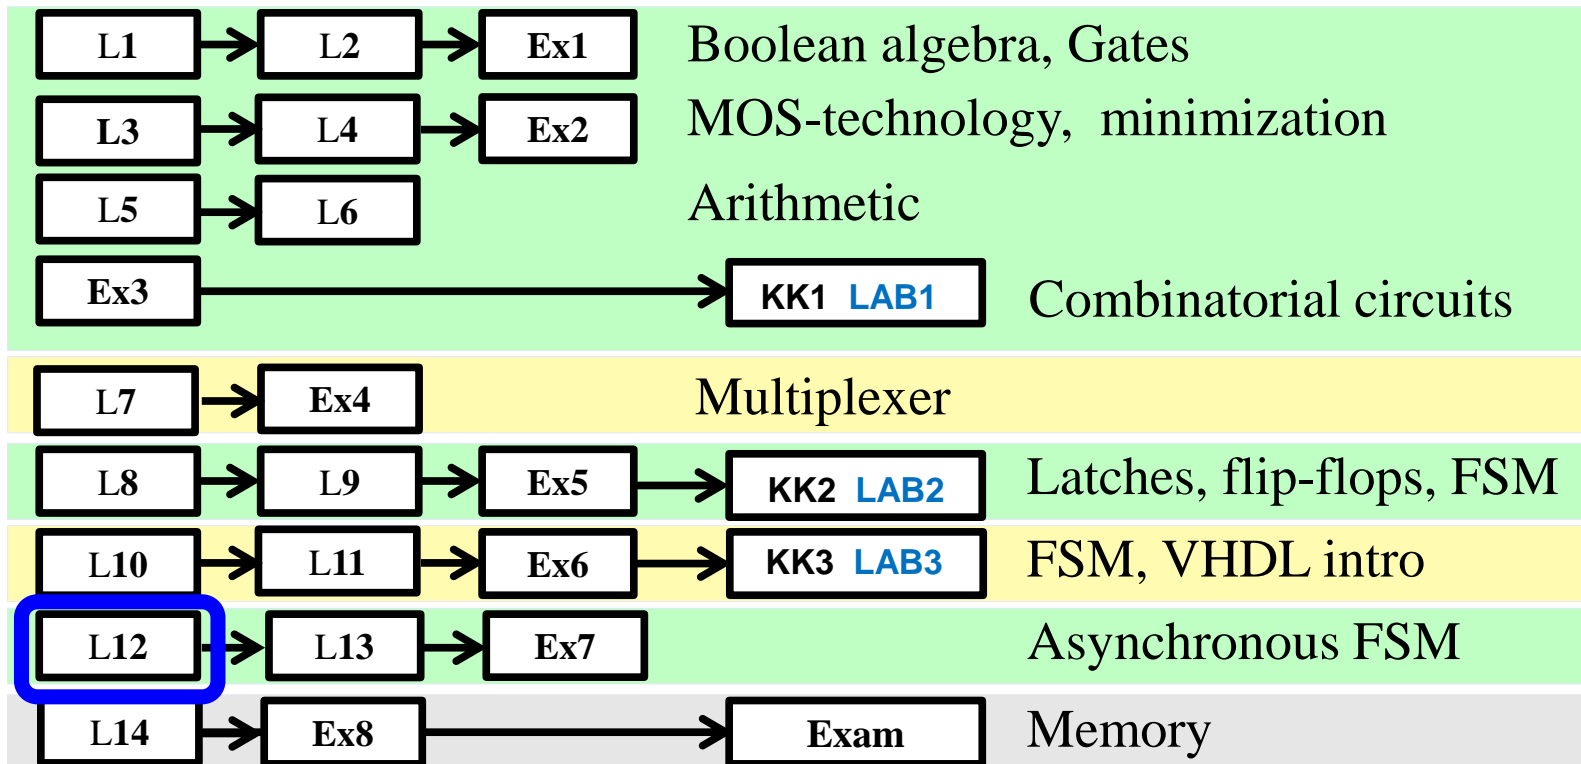 L1 L2 Ex1 Boolean algebra, Gates
L3 L4 Ex2 MOS-technology, minimization
L5 L6 Arithmetic
Ex3 KK1 LAB1 Combinatorial circuits
L7 Ex4 Multiplexer
L8 L9 Ex5 KK2 LAB2 Latches, flip-flops, FSM
L10 L11 Ex6 KK3 LAB3 FSM, VHDL intro
L12 L13 Ex7 Asynchronous FSM
L14 Ex8 Exam Memory